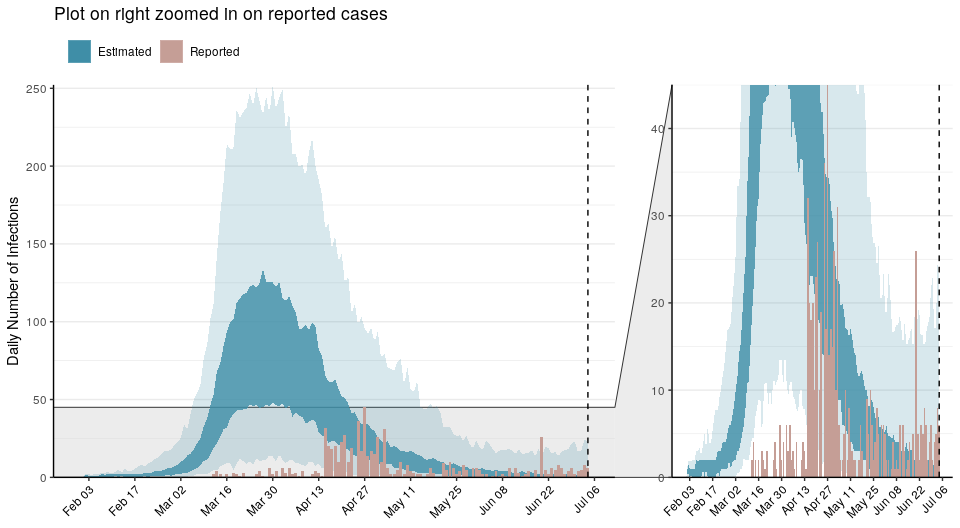 Plot on right zoomed in on reported cases
Estimated Reported
Daily Number of Infections
250
200
150
100
50
0
Feb 03 Feb 17 Mar 02 Mar 16 Mar 30 Apr 13 Apr 27 May 11 May 25 Jun 08 Jun 22 Jul 06
40
30
20
10
0
Feb 03 Feb 17 Mar 02 Mar 16 Mar 30 Apr 13 Apr 27 May 11 May 25 Jun 08 Jun 22 Jul 06